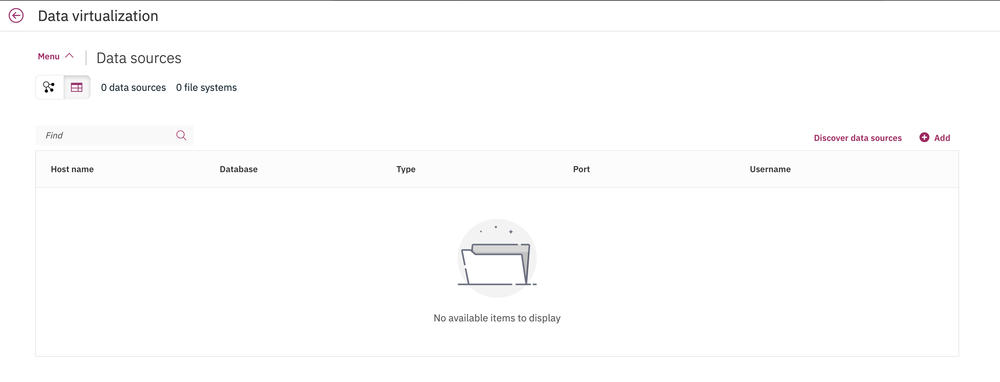 Data virtualization
Menu
Data sources
0 data sources 0 file systems
Find
Discover data sources Add
Host name Database Type Port Username
No available items to display